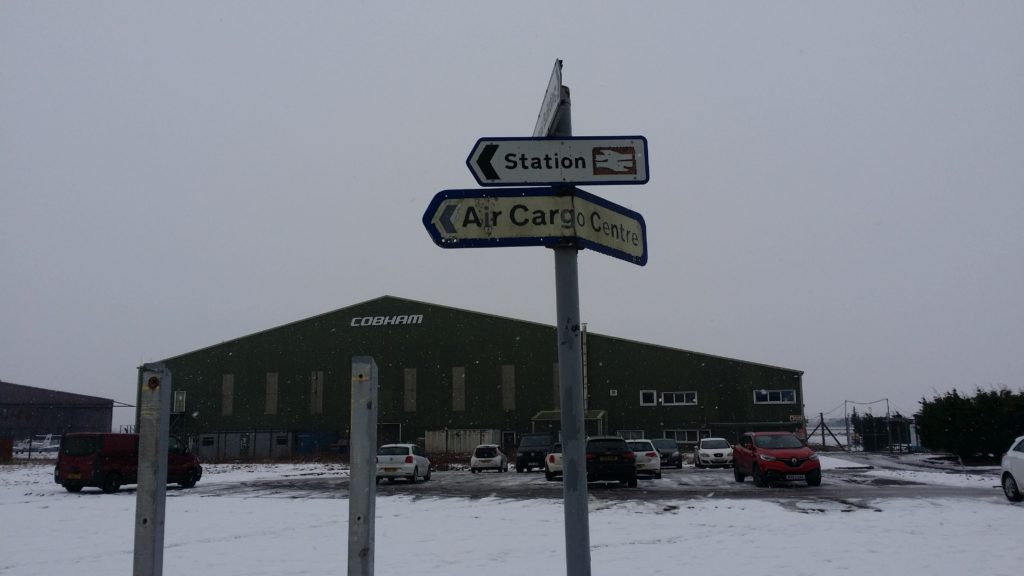 Station
Air Cargo Centre
COBHAM